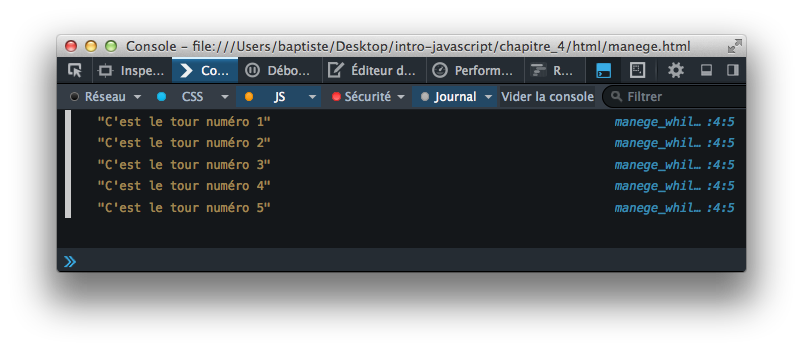 Console - file:///Users/baptiste/Desktop/intro-javascript/chapitre_4/html/manege.html
Inspe… Co… Débo… Éditeur d… Perform… R…
Réseau CSS JS Sécurité Journal Vider la console Filtrer
"C'est le tour numéro 1" manege_whil… :4:5
"C'est le tour numéro 2" manege_whil… :4:5
"C'est le tour numéro 3" manege_whil… :4:5
"C'est le tour numéro 4" manege_whil… :4:5
"C'est le tour numéro 5" manege_whil… :4:5